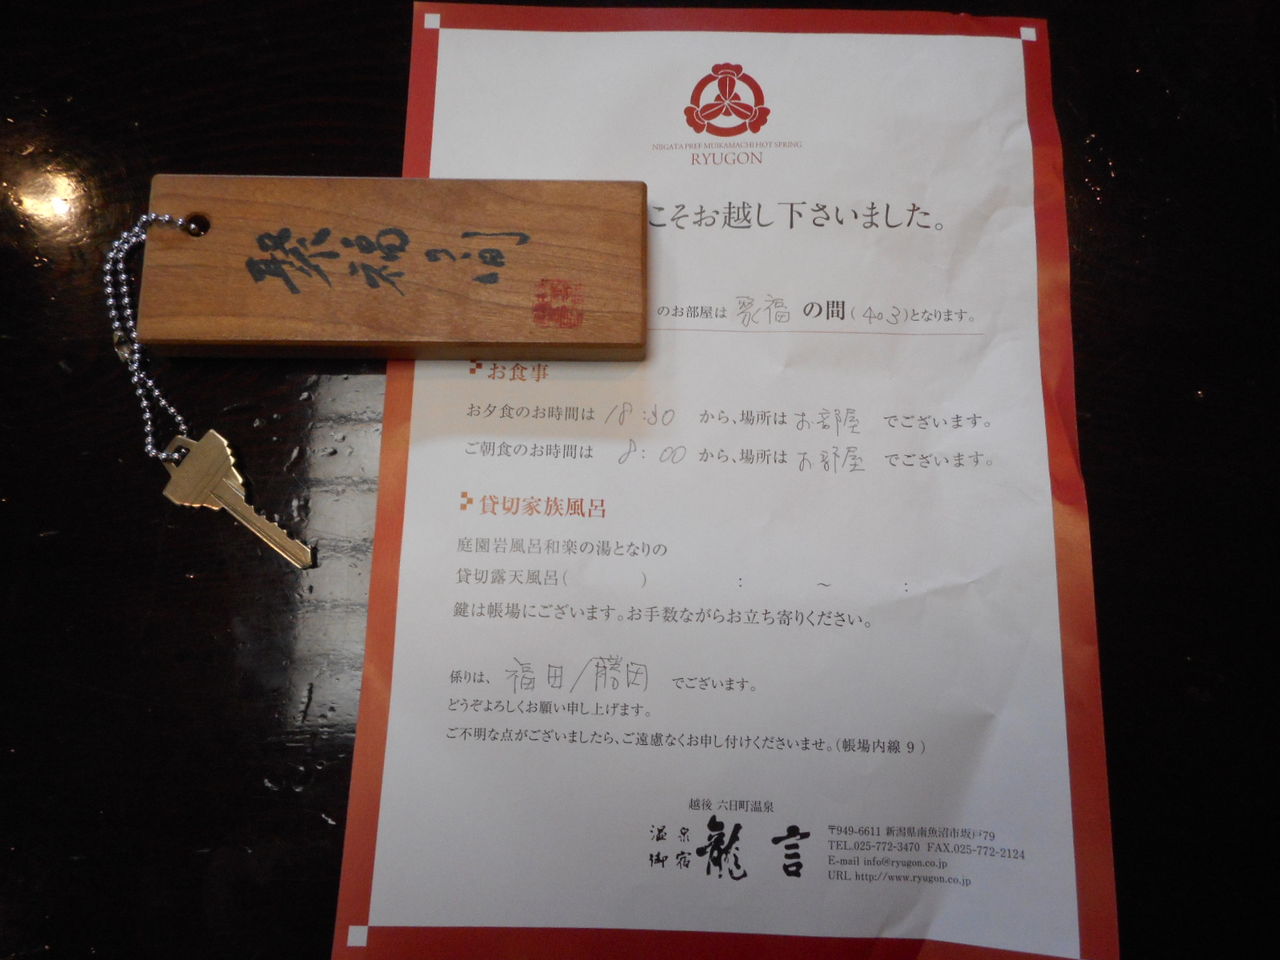 NIIGATA PREF. MUIKAMACHI HOT SPRING
RYUGON
こそお越し下さいました。
聚福の間
のお部屋は 聚福 の間(403)となります。
お食事
お夕食のお時間は 18:30 から、場所は お部屋 でございます。
ご朝食のお時間は 8:00 から、場所は お部屋 でございます。
貸切家族風呂
庭園岩風呂和楽の湯となりの
貸切露天風呂( ) : ～ :
鍵は帳場にございます。お手数ながらお立ち寄りください。
係りは、 福田/勝田 でございます。
どうぞよろしくお願い申し上げます。
ご不明な点がございましたら、ご遠慮なくお申し付けくださいませ。(帳場内線 9 )
越後 六日町温泉
温泉御宿 龍言
〒949-6611 新潟県南魚沼市坂戸79
TEL.025-772-3470 FAX.025-772-2124
E-mail info@ryugon.co.jp
URL http://www.ryugon.co.jp